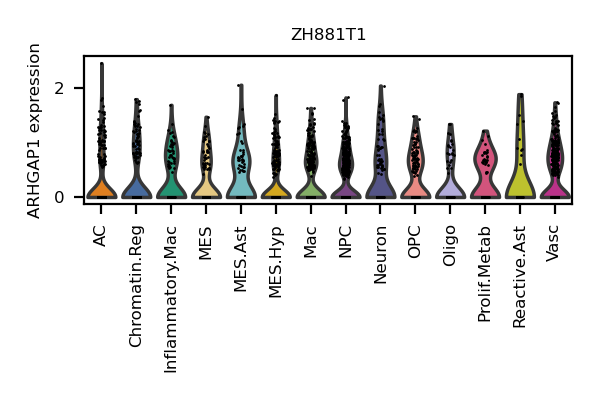 ZH881T1
ARHGAP1 expression
2
0
AC
Chromatin.Reg
Inflammatory.Mac
MES
MES.Ast
MES.Hyp
Mac
NPC
Neuron
OPC
Oligo
Prolif.Metab
Reactive.Ast
Vasc